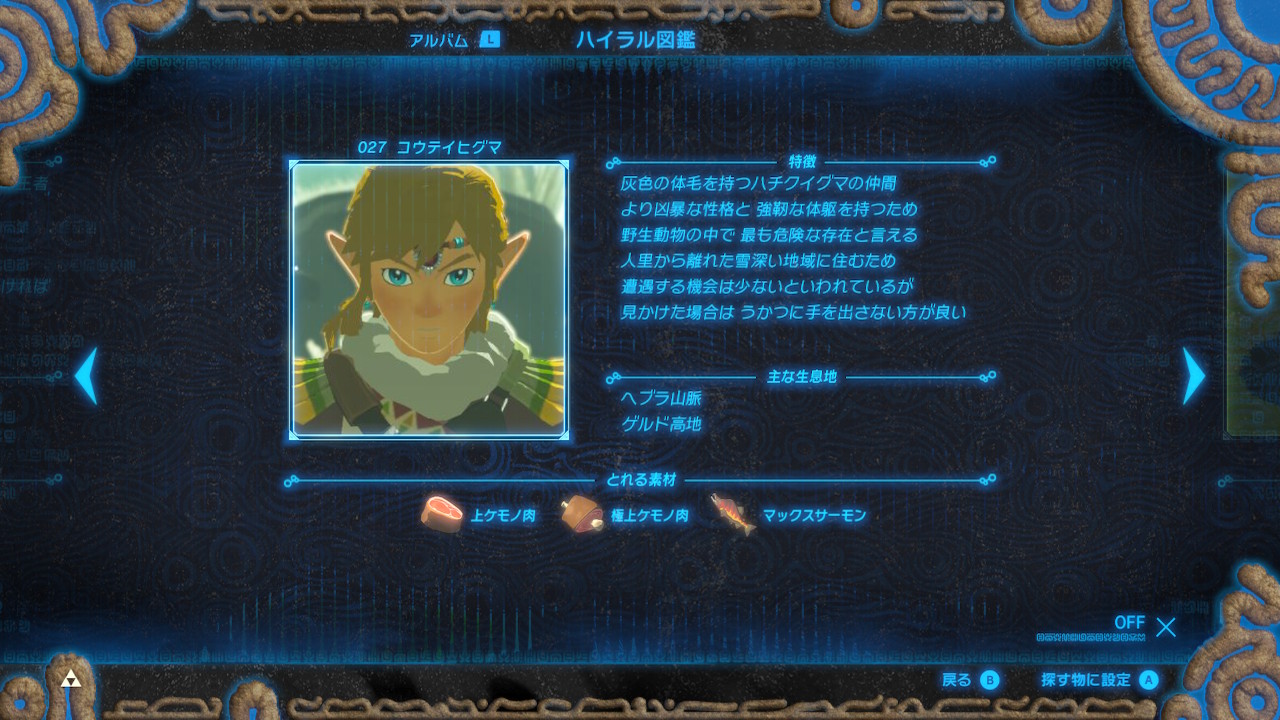 アルバム L
ハイラル図鑑
027 コウテイヒグマ
特徴
灰色の体毛を持つハチクイグマの仲間
より凶暴な性格と 強靭な体躯を持つため
野生動物の中で 最も危険な存在と言える
人里から離れた雪深い地域に住むため
遭遇する機会は少ないといわれているが
見かけた場合は うかつに手を出さない方が良い
主な生息地
ヘブラ山脈
ゲルド高地
とれる素材
上ケモノ肉 極上ケモノ肉 マックスサーモン
OFF
戻る B 探す物に設定 A